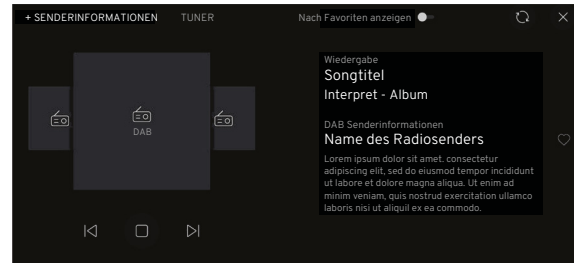 + SENDERINFORMATIONEN TUNER Nach Favoriten anzeigen
DAB
Wiedergabe
Songtitel
Interpret - Album
DAB Senderinformationen
Name des Radiosenders
Lorem ipsum dolor sit amet. consectetur
adipiscing elit, sed do eiusmod tempor incididunt
ut labore et dolore magna aliqua. Ut enim ad
minim veniam, quis nostrud exercitation ullamco
laboris nisi ut aliquil ex ea commodo.